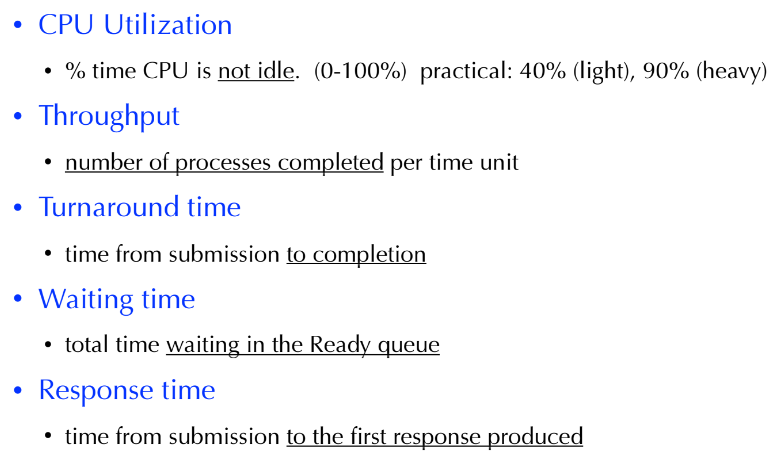 • CPU Utilization
• % time CPU is not idle.  (0-100%)  practical: 40% (light), 90% (heavy)
• Throughput
• number of processes completed per time unit
• Turnaround time
• time from submission to completion
• Waiting time
• total time waiting in the Ready queue
• Response time
• time from submission to the first response produced